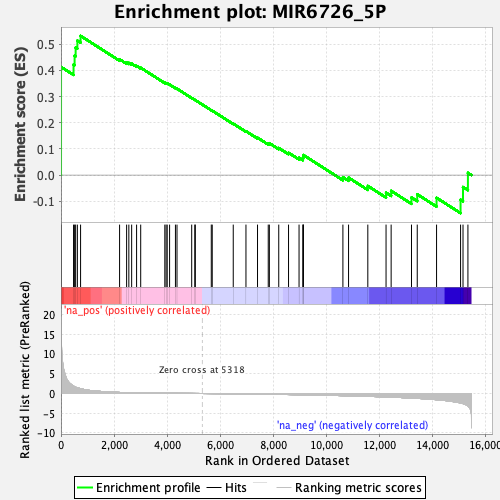 Enrichment plot: MIR6726_5P
Enrichment score (ES)
0.5
0.4
0.3
0.2
0.1
0.0
-0.1
'na_pos' (positively correlated)
Ranked list metric (PreRanked)
20
15
10
5
0
-5
-10
Zero cross at 5318
'na_neg' (negatively correlated)
0
2,000
4,000
6,000
8,000
10,000
12,000
14,000
16,000
Rank in Ordered Dataset
Enrichment profile
Hits
Ranking metric scores